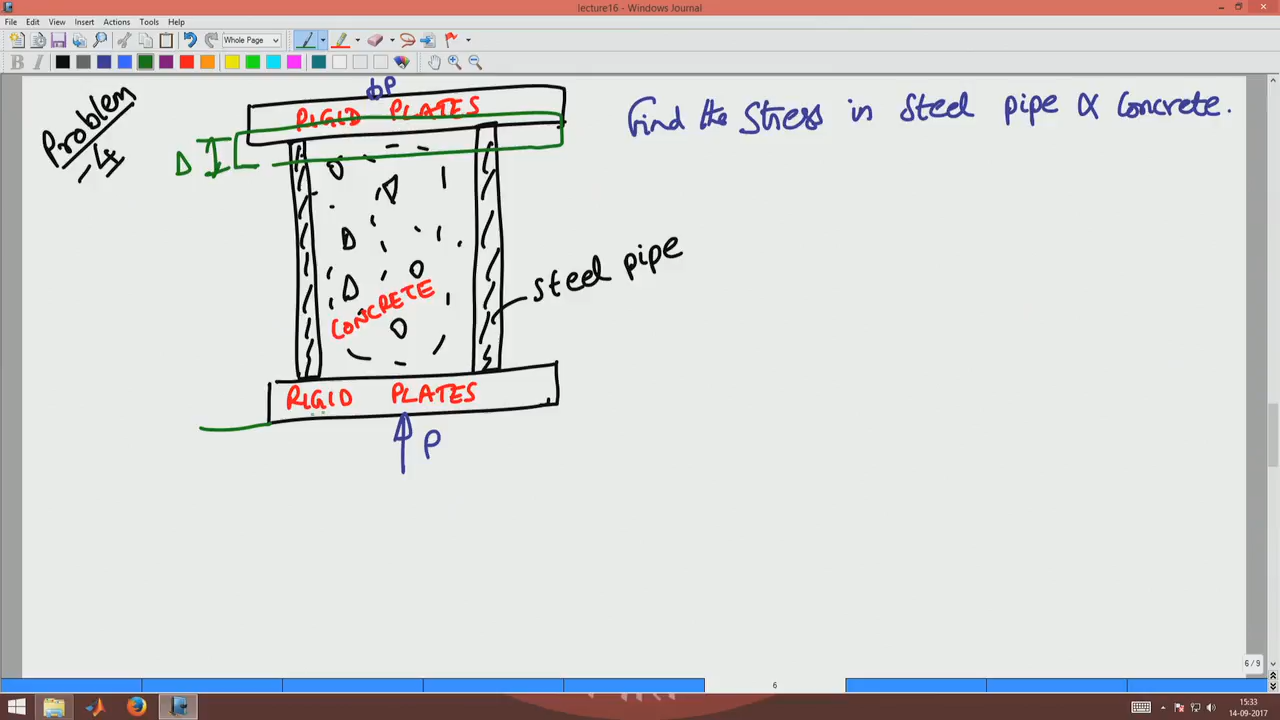 lecture16 - Windows Journal
File Edit View Insert Actions Tools Help
Whole Page
B I
Problem
-4
P
RIGID PLATES
Find the Stress in Steel pipe & Concrete.
Δ
Steel pipe
CONCRETE
RIGID PLATES
P
6 / 9
6
15:33
14-09-2017